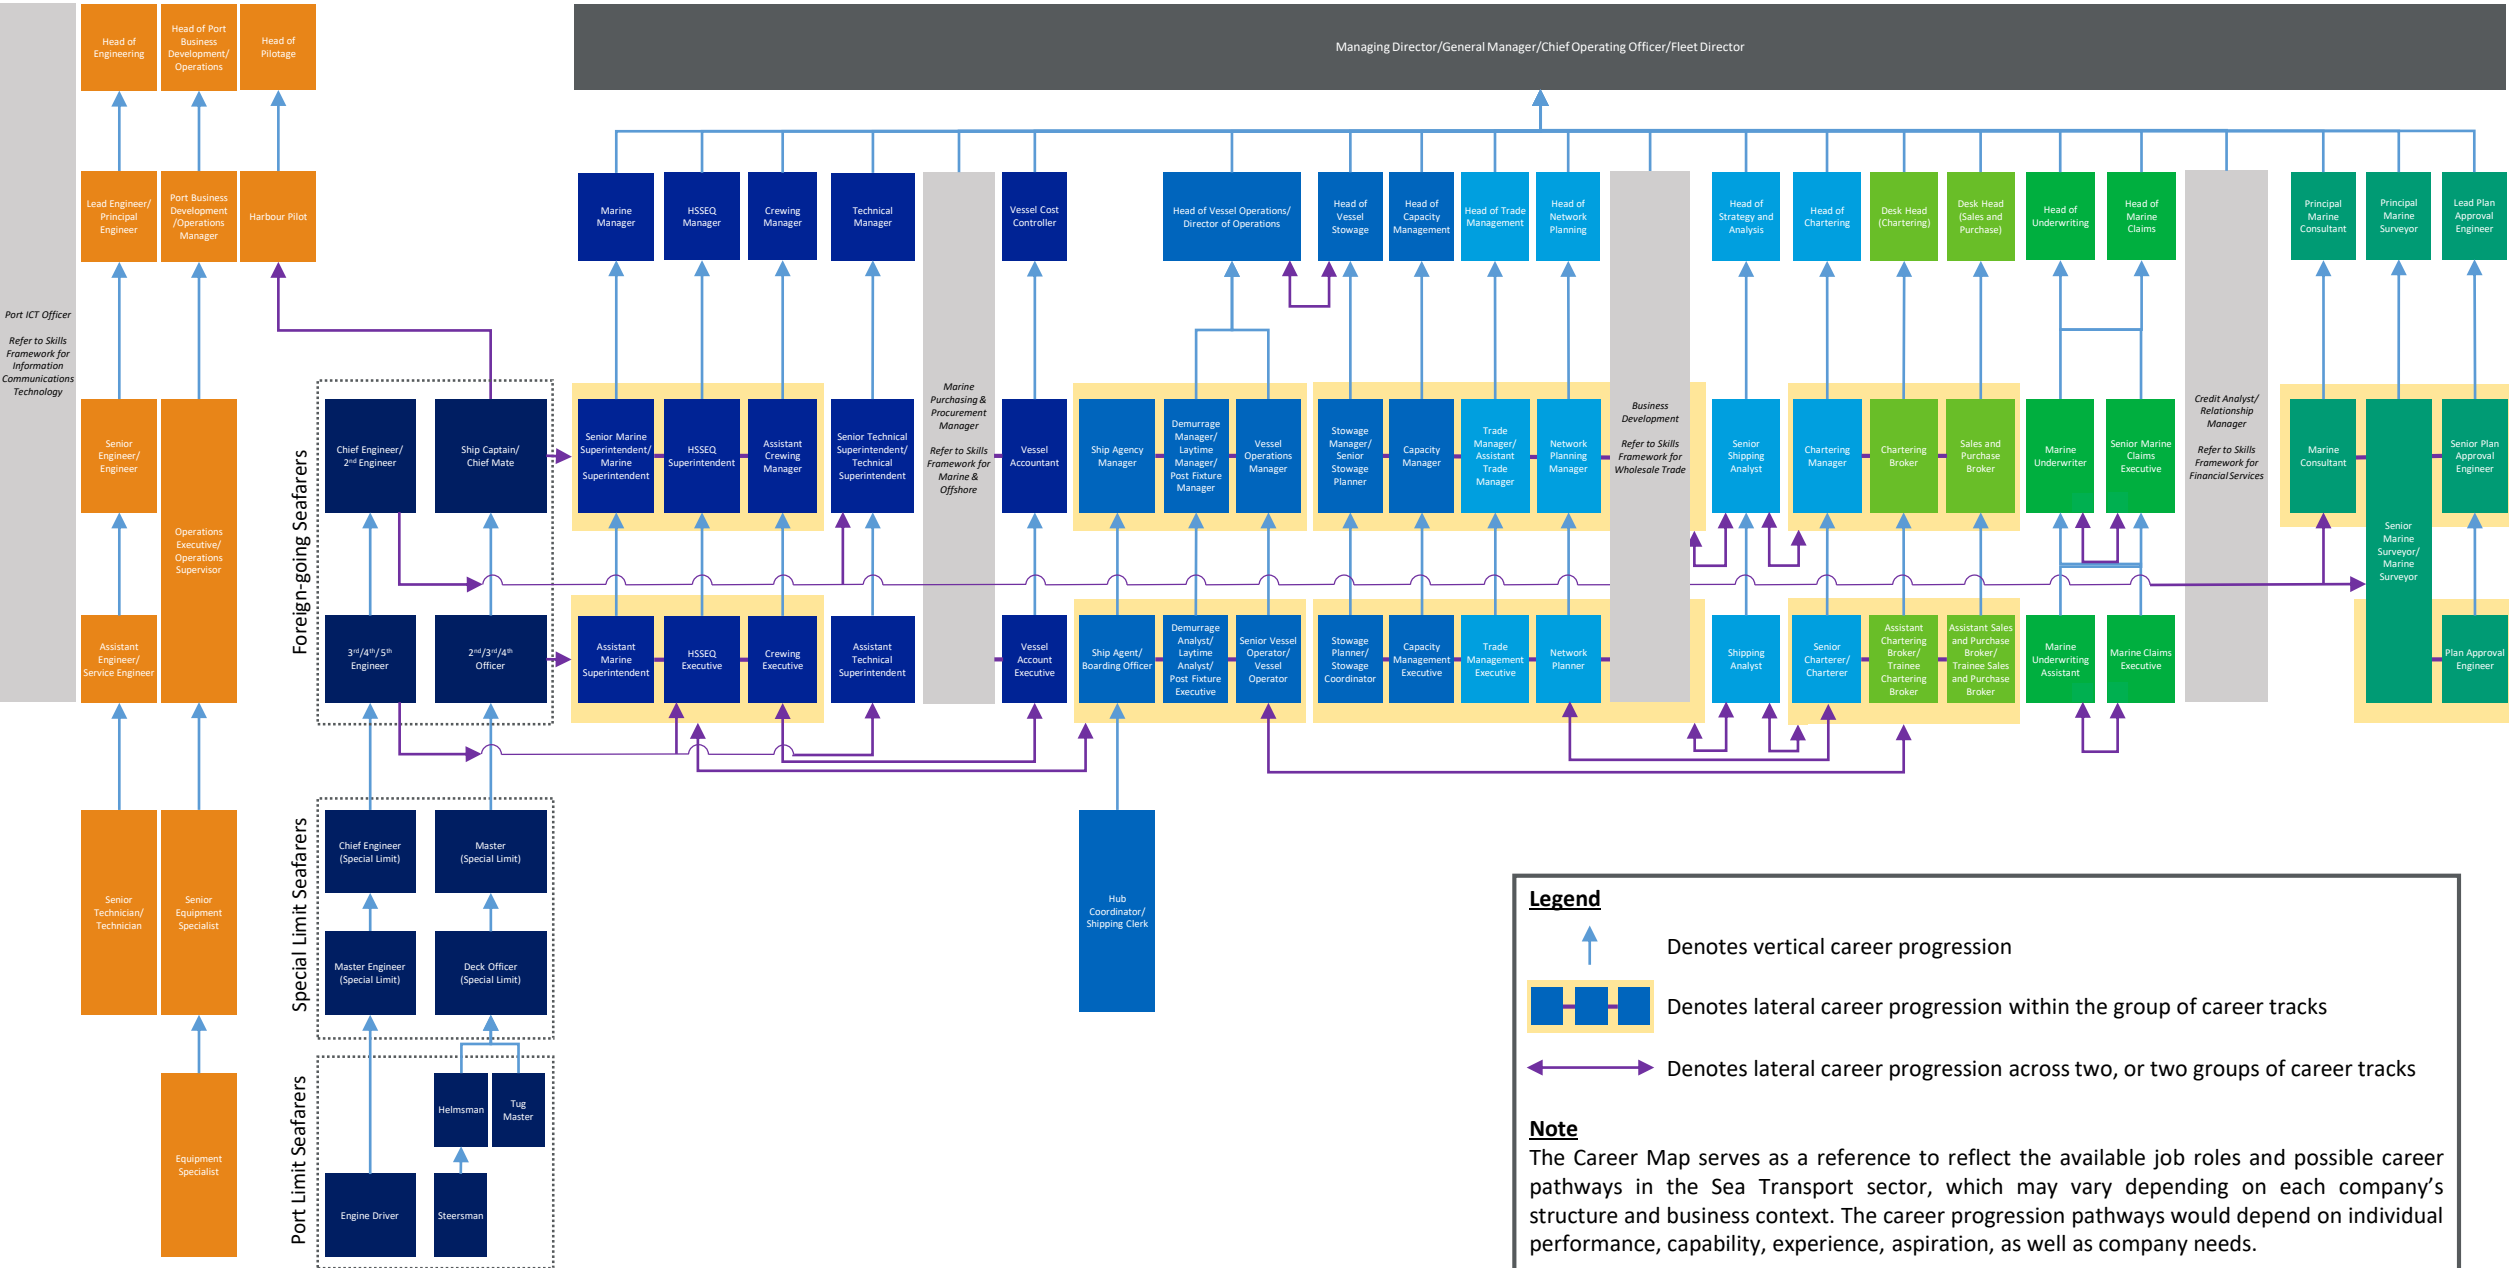 Managing Director/General Manager/Chief Operating Officer/Fleet Director
Head of
Engineering
Head of Port
Business
Development/
Operations
Head of
Pilotage
Lead Engineer/
Principal
Engineer
Port Business
Development
/Operations
Manager
Harbour Pilot
Marine
Manager
HSSEQ
Manager
Crewing
Manager
Technical
Manager
Vessel Cost
Controller
Head of Vessel Operations/
Director of Operations
Head of
Vessel
Stowage
Head of
Capacity
Management
Head of Trade
Management
Head of
Network
Planning
Head of
Strategy and
Analysis
Head of
Chartering
Desk Head
(Chartering)
Desk Head
(Sales and
Purchase)
Head of
Underwriting
Head of
Marine
Claims
Principal
Marine
Consultant
Principal
Marine
Surveyor
Lead Plan
Approval
Engineer
Port ICT Officer
Refer to Skills
Framework for
Information
Communications
Technology
Senior
Engineer/
Engineer
Operations
Executive/
Operations
Supervisor
Foreign-going Seafarers
Chief Engineer/
2nd Engineer
Ship Captain/
Chief Mate
Senior Marine
Superintendent/
Marine
Superintendent
HSSEQ
Superintendent
Assistant
Crewing
Manager
Senior Technical
Superintendent/
Technical
Superintendent
Marine
Purchasing &
Procurement
Manager
Refer to Skills
Framework for
Marine &
Offshore
Vessel
Accountant
Ship Agency
Manager
Demurrage
Manager/
Laytime
Manager/
Post Fixture
Manager
Vessel
Operations
Manager
Stowage
Manager/
Senior
Stowage
Planner
Capacity
Manager
Trade
Manager/
Assistant
Trade
Manager
Network
Planning
Manager
Business
Development
Refer to Skills
Framework for
Wholesale Trade
Senior
Shipping
Analyst
Chartering
Manager
Chartering
Broker
Sales and
Purchase
Broker
Marine
Underwriter
Senior Marine
Claims
Executive
Credit Analyst/
Relationship
Manager
Refer to Skills
Framework for
Financial Services
Marine
Consultant
Senior
Marine
Surveyor/
Marine
Surveyor
Senior Plan
Approval
Engineer
Assistant
Engineer/
Service Engineer
3rd/4th/5th
Engineer
2nd/3rd/4th
Officer
Assistant
Marine
Superintendent
HSSEQ
Executive
Crewing
Executive
Assistant
Technical
Superintendent
Vessel
Account
Executive
Ship Agent/
Boarding Officer
Demurrage
Analyst/
Laytime
Analyst/
Post Fixture
Executive
Senior Vessel
Operator/
Vessel
Operator
Stowage
Planner/
Stowage
Coordinator
Capacity
Management
Executive
Trade
Management
Executive
Network
Planner
Shipping
Analyst
Senior
Charterer/
Charterer
Assistant
Chartering
Broker/
Trainee
Chartering
Broker
Assistant Sales
and Purchase
Broker/
Trainee Sales
and Purchase
Broker
Marine
Underwriting
Assistant
Marine Claims
Executive
Plan Approval
Engineer
Senior
Technician/
Technician
Senior
Equipment
Specialist
Special Limit Seafarers
Chief Engineer
(Special Limit)
Master
(Special Limit)
Master Engineer
(Special Limit)
Deck Officer
(Special Limit)
Hub
Coordinator/
Shipping Clerk
Equipment
Specialist
Port Limit Seafarers
Helmsman
Tug
Master
Engine Driver
Steersman
Legend
Denotes vertical career progression
Denotes lateral career progression within the group of career tracks
Denotes lateral career progression across two, or two groups of career tracks
Note
The Career Map serves as a reference to reflect the available job roles and possible career
pathways in the Sea Transport sector, which may vary depending on each company's
structure and business context. The career progression pathways would depend on individual
performance, capability, experience, aspiration, as well as company needs.